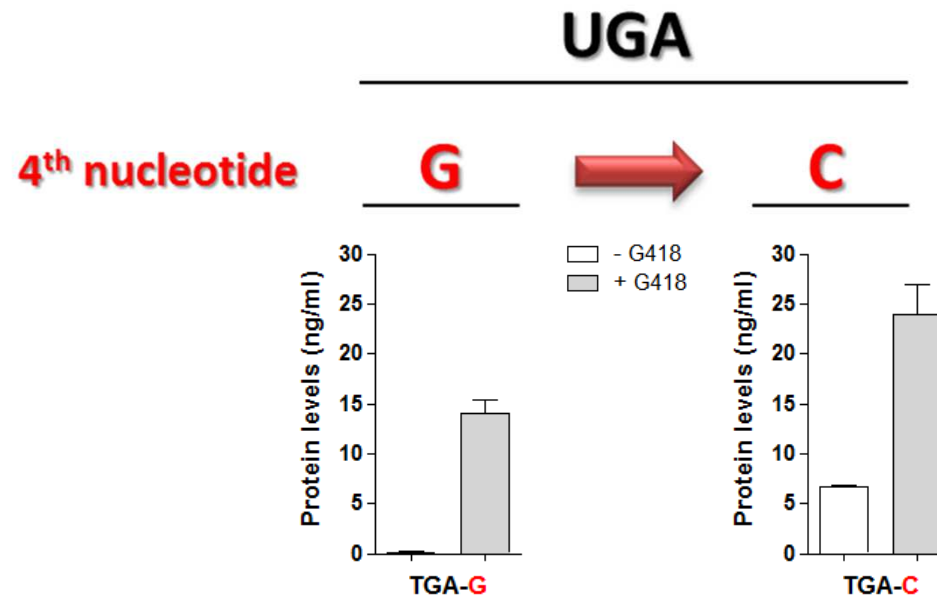 UGA
4th nucleotide
G
C
- G418
+ G418
Protein levels (ng/ml)
30
25
20
15
10
5
0
TGA-G
Protein levels (ng/ml)
30
25
20
15
10
5
0
TGA-C